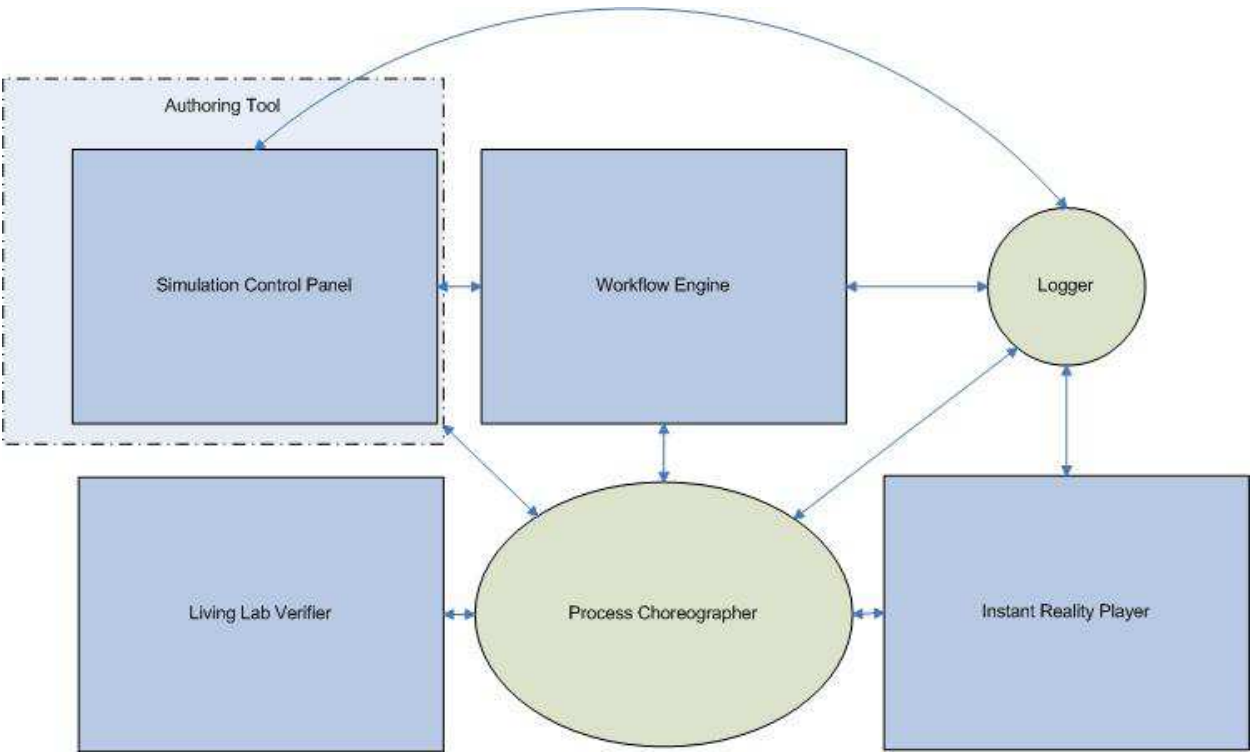 Authoring Tool
Simulation Control Panel
Workflow Engine
Logger
Living Lab Verifier
Process Choreographer
Instant Reality Player